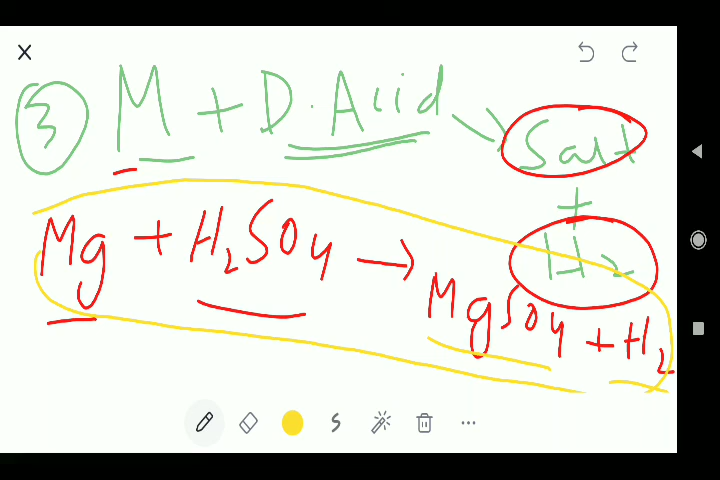 3 M + D. Acid → Salt
+
H2
Mg + H2SO4 → MgSO4 + H2